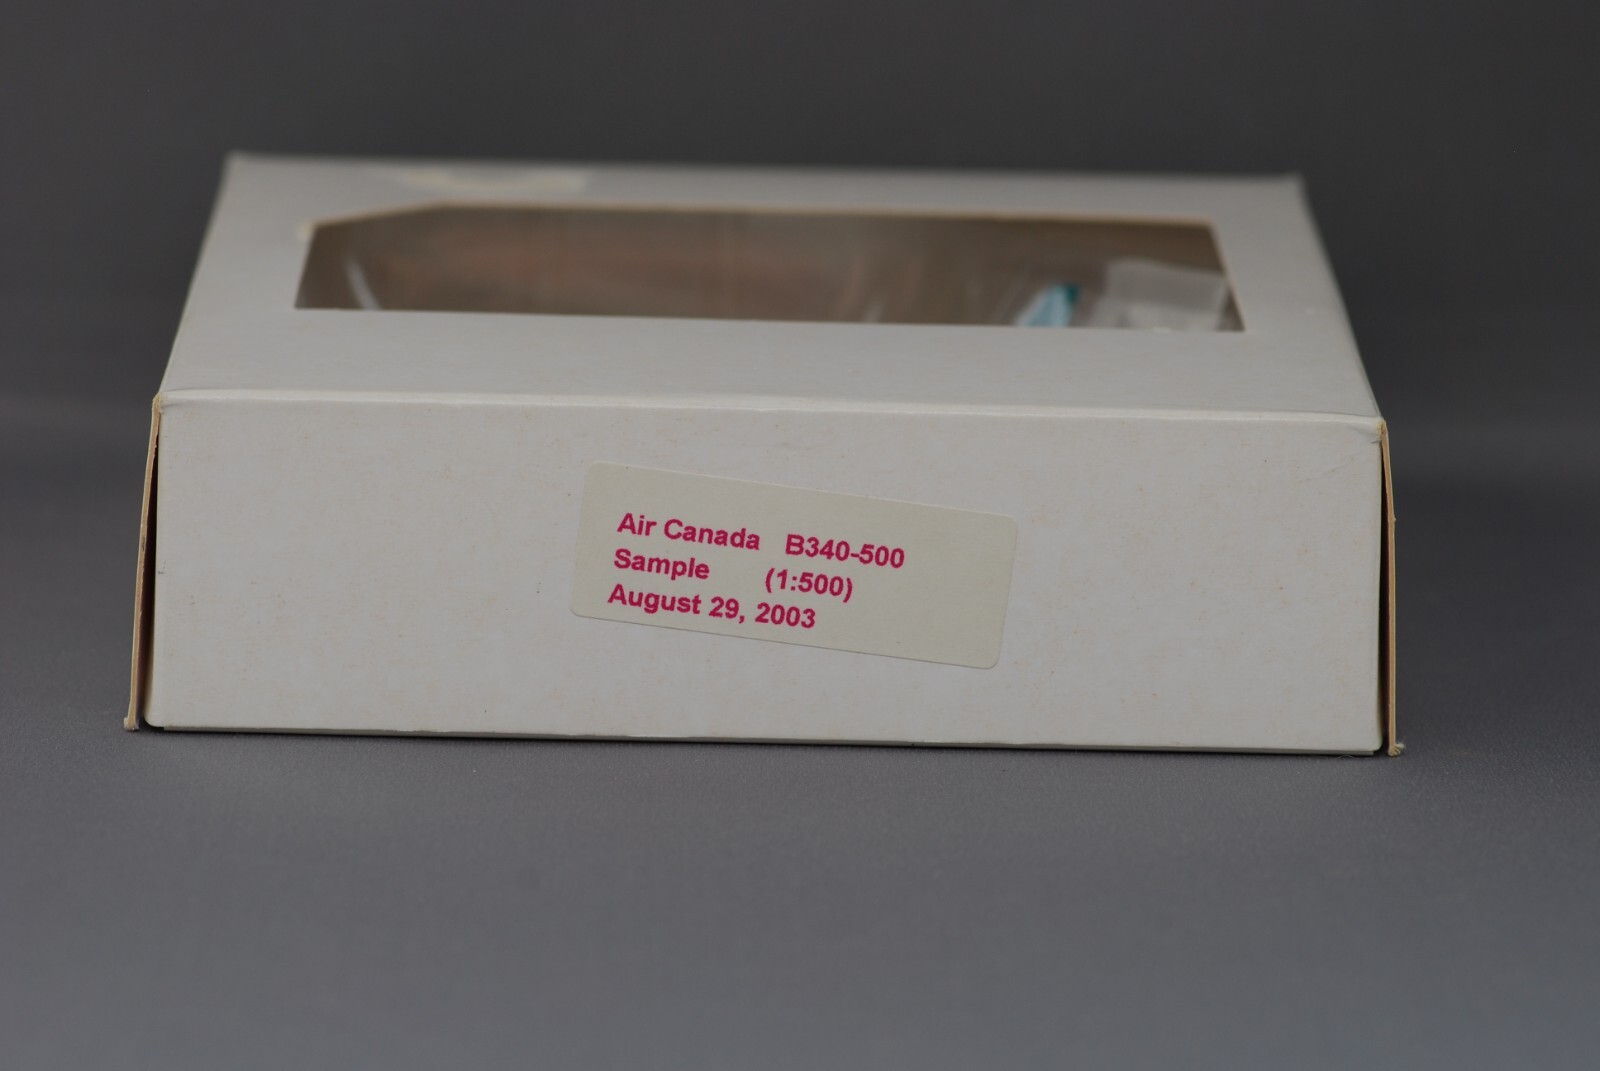 Air Canada B340-500
Sample (1:500)
August 29, 2003